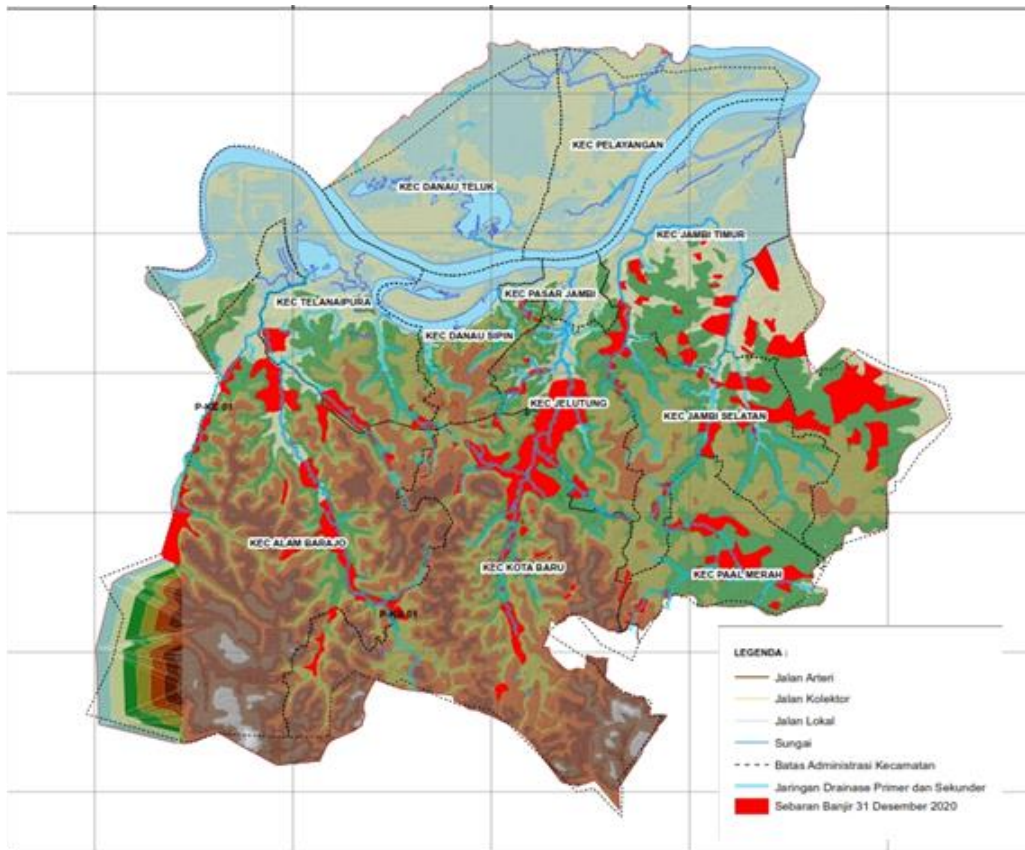 KEC PELAYANGAN
KEC DANAU TELUK
KEC JAMBI TIMUR
KEC PASAR JAMBI
KEC TELANAIPURA
KEC DANAU SIPIN
KEC JELUTUNG
P-KE 01
KEC JAMBI SELATAN
KEC ALAM BARAJO
KEC KOTA BARU
KEC PAAL MERAH
LEGENDA :
Jalan Arteri
Jalan Kolektor
Jalan Lokal
Sungai
Batas Administrasi Kecamatan
Jaringan Drainase Primer dan Sekunder
Sebaran Banjir 31 Desember 2020